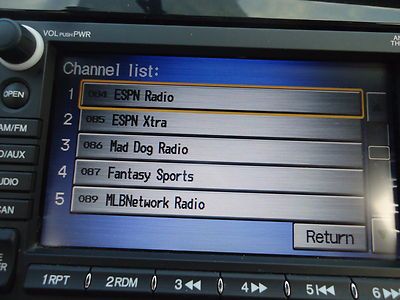 VOL PUSH PWR
Channel list:
1 084 ESPN Radio
2 085 ESPN Xtra
3 086 Mad Dog Radio
4 087 Fantasy Sports
5 089 MLBNetwork Radio
Return
OPEN
AM/FM
/AUX
UDIO
CAN
AN
TH
1 RPT
2 RDM
3
4
5
6